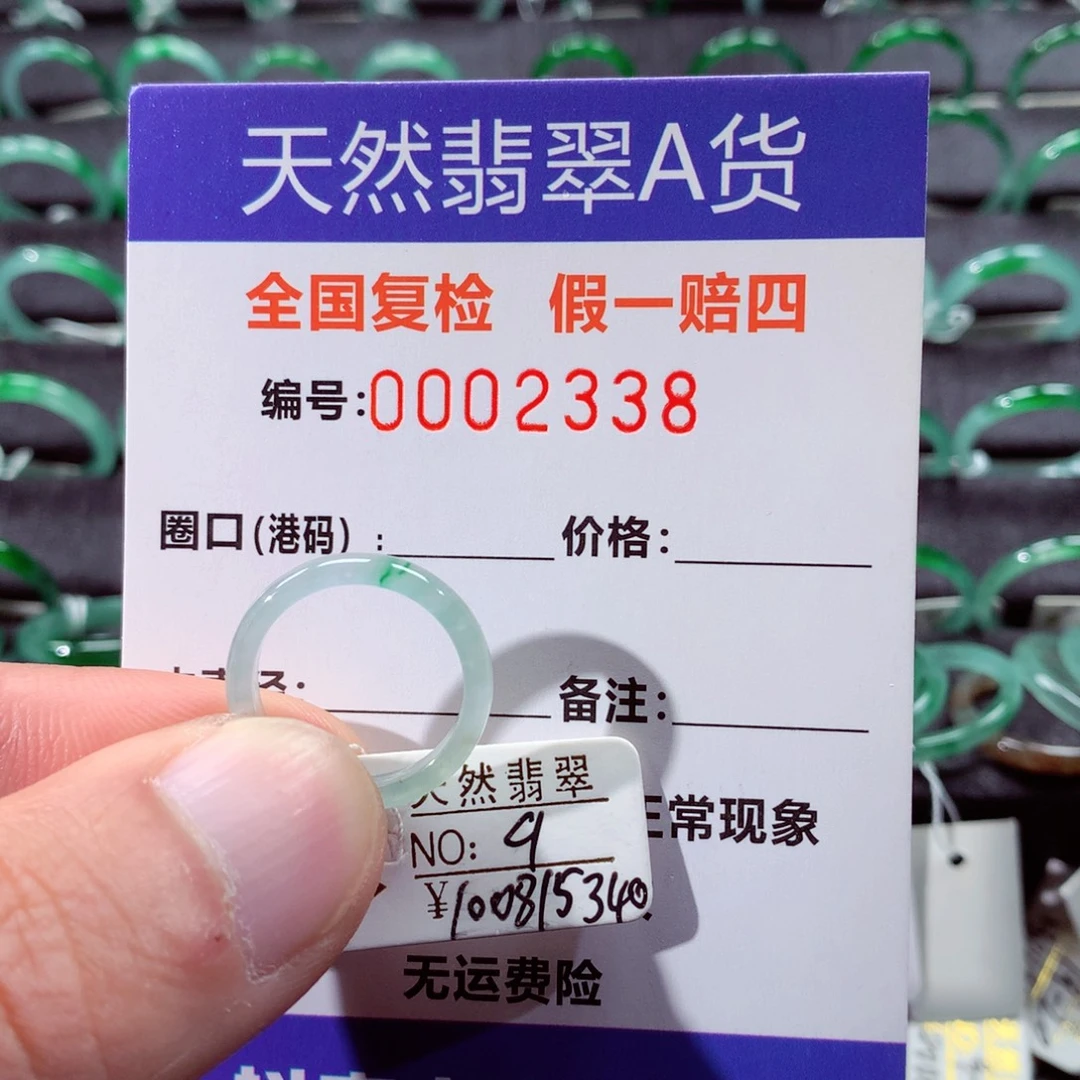 天然翡翠A货
全国复检 假一赔四
编号:0002338
圈口(港码): 价格:
备注:
天然翡翠
正常现象
NO: 9
¥100815340
无运费险